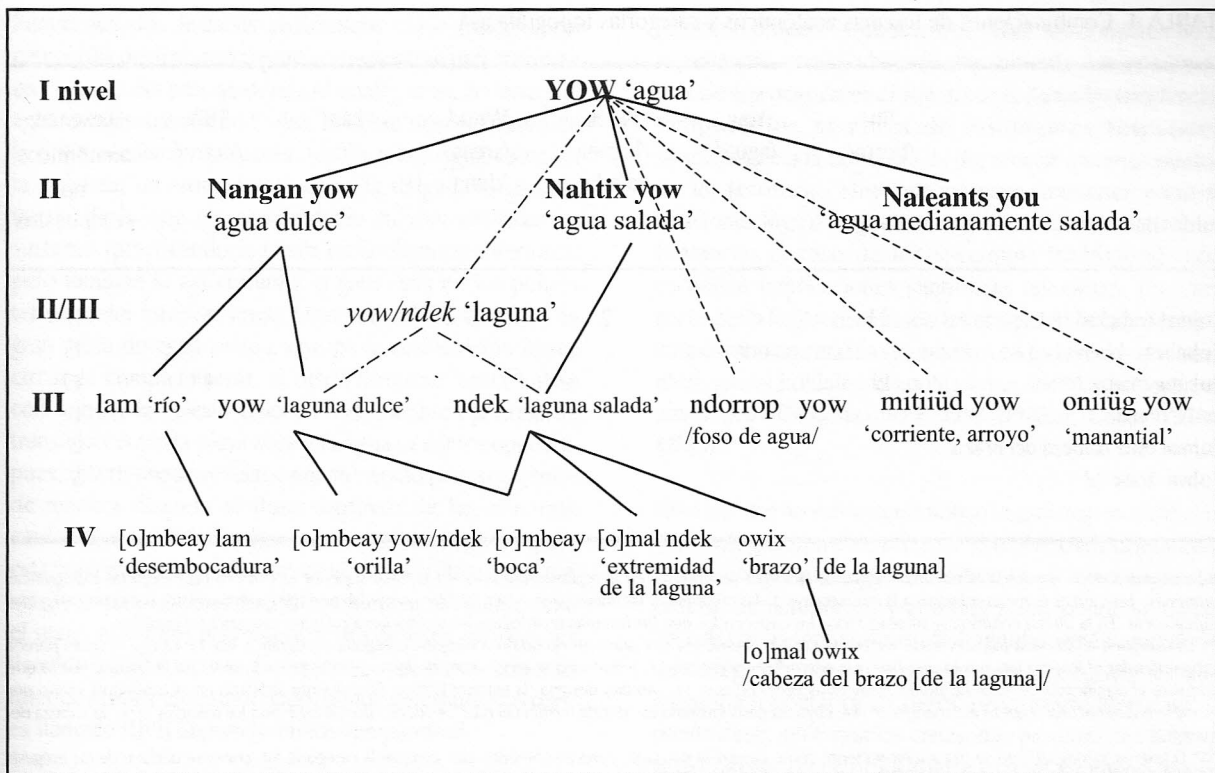 I nivel YOW ‘agua’
II Nangan yow Nahtix yow Naleants you
‘agua dulce’ ‘agua salada’ ‘agua medianamente salada’
II/III yow/ndek ‘laguna’
III lam ‘río’ yow ‘laguna dulce’ ndek ‘laguna salada’ ndorrop yow mitiiüd yow oniiüg yow
/foso de agua/ ‘corriente, arroyo’ ‘manantial’
IV [o]mbeay lam [o]mbeay yow/ndek [o]mbeay [o]mal ndek owix
‘desembocadura’ ‘orilla’ ‘boca’ ‘extremidad ‘brazo’ [de la laguna]
de la laguna,
[o]mal owix
/cabeza del brazo [de la laguna]/